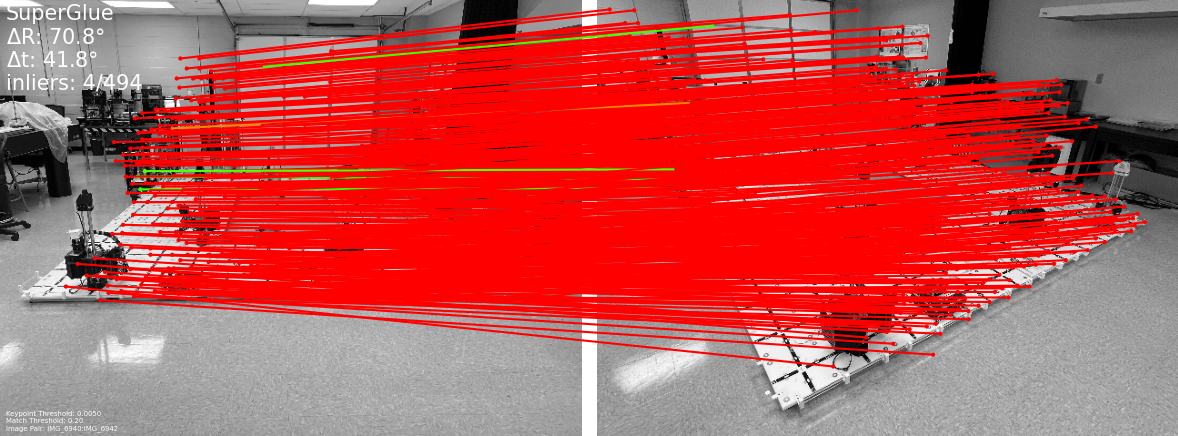 SuperGlue
ΔR: 70.8°
Δt: 41.8°
inliers: 4/494
Keypoint Threshold: 0.0050
Match Threshold: 0.20
Image Pair: IMG_6940:IMG_6942